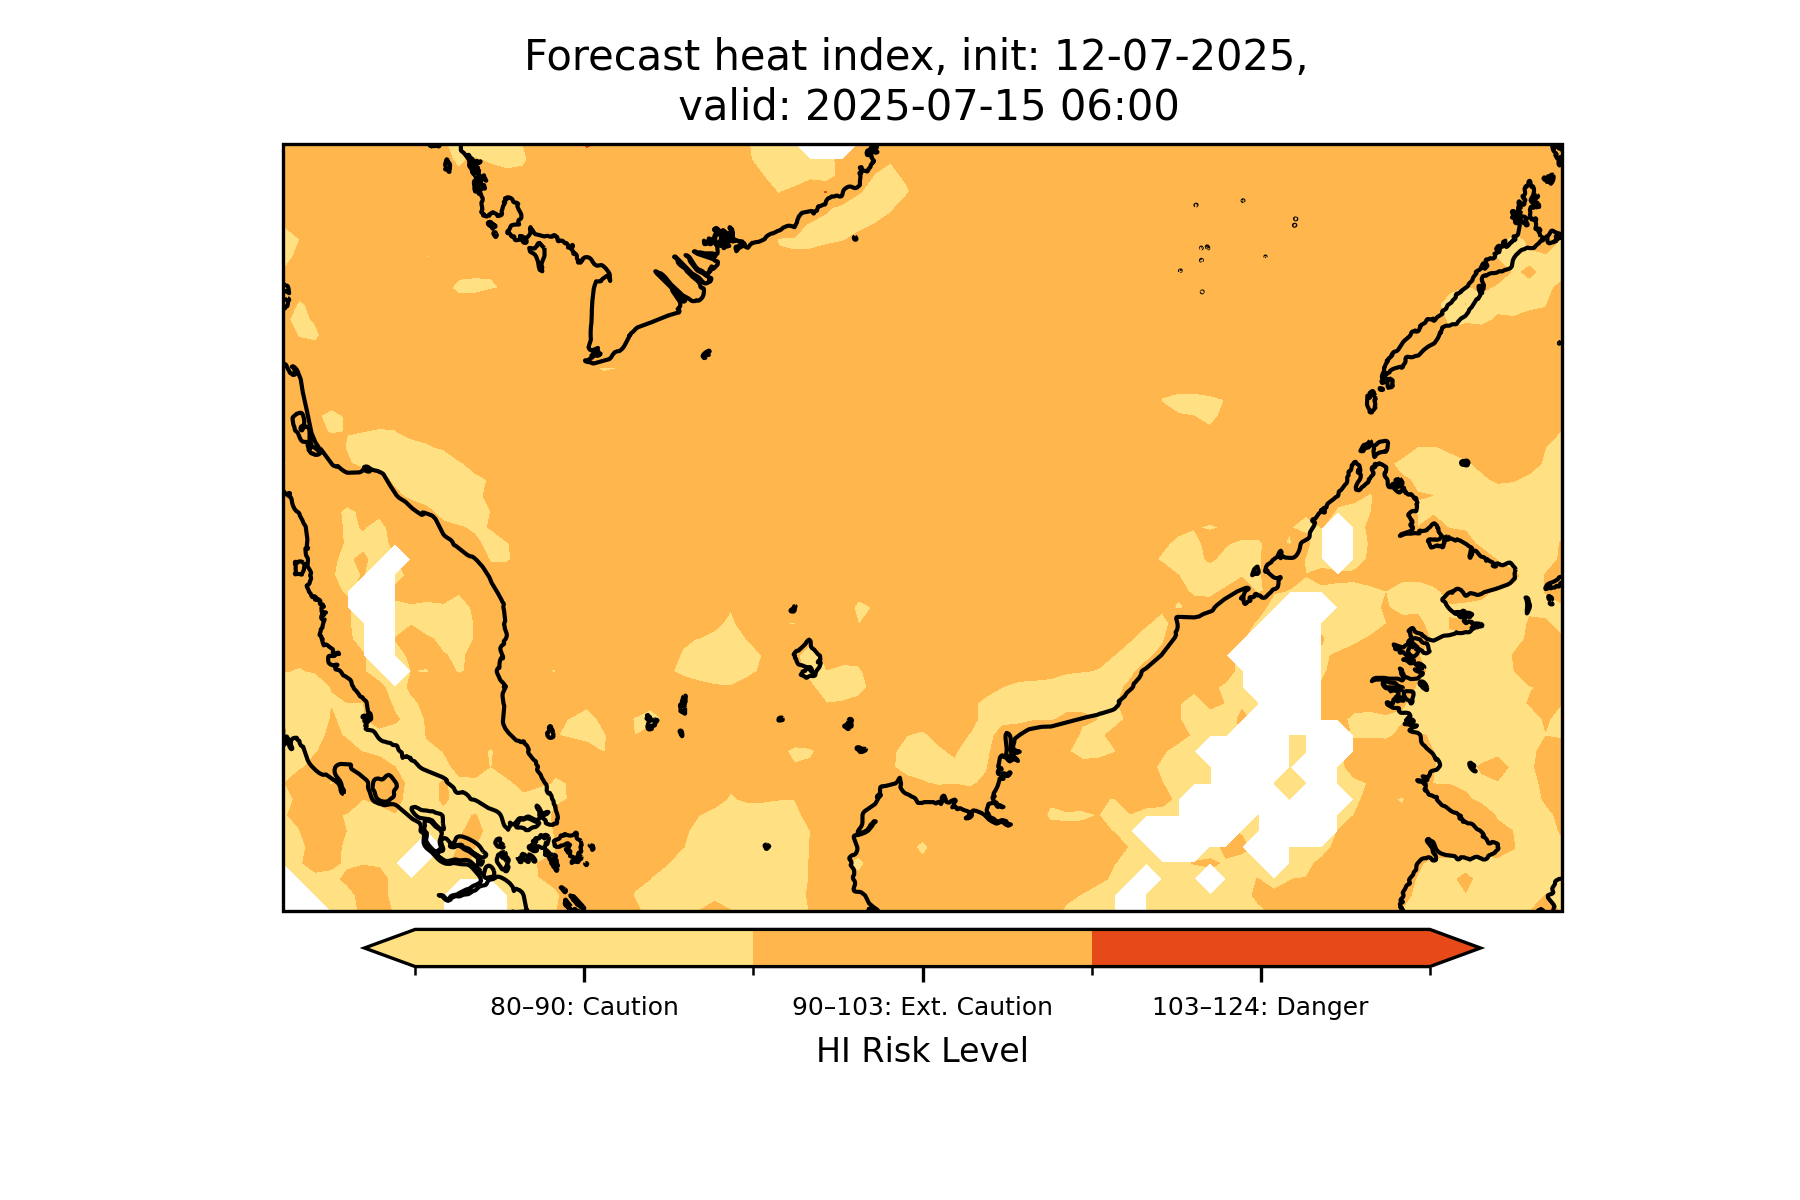 Forecast heat index, init: 12-07-2025,
valid: 2025-07-15 06:00
80–90: Caution
90–103: Ext. Caution
103–124: Danger
HI Risk Level